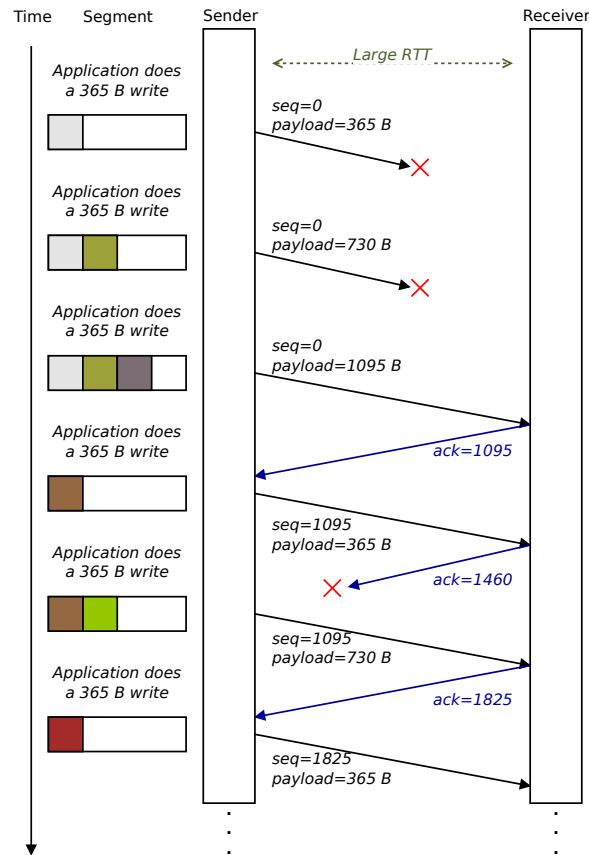 Time Segment Sender Receiver
Large RTT
Application does
a 365 B write
seq=0
payload=365 B
Application does
a 365 B write
seq=0
payload=730 B
Application does
a 365 B write
seq=0
payload=1095 B
Application does
a 365 B write
ack=1095
seq=1095
payload=365 B
Application does
a 365 B write
ack=1460
seq=1095
payload=730 B
Application does
a 365 B write
ack=1825
seq=1825
payload=365 B